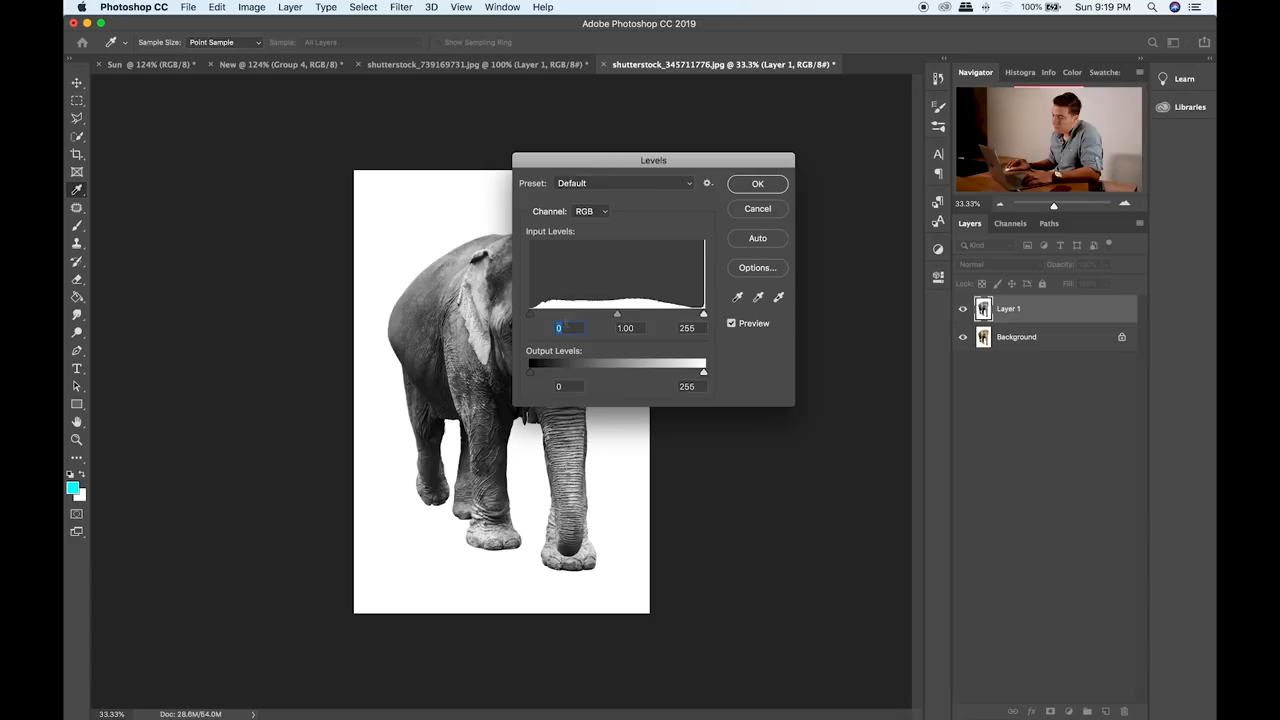 Photoshop CC File Edit Image Layer Type Select Filter 3D View Window Help 100% Sun 9:19 PM
Adobe Photoshop CC 2019
Sample Size: Point Sample Sample: All Layers Show Sampling Ring
Sun @ 124% (RGB/8) * New @ 124% (Group 4, RGB/8) * shutterstock_739169731.jpg @ 100% (Layer 1, RGB/8#) * shutterstock_345711776.jpg @ 33.3% (Layer 1, RGB/8#) *
Navigator Histogra Info Color Swatche:
Learn
Libraries
33.33%
Layers Channels Paths
Kind
Normal Opacity: 100%
Lock: Fill: 100%
Layer 1
Background
Levels
Preset: Default OK
Channel: RGB Cancel
Input Levels:
Auto
Options...
Preview
0 1.00 255
Output Levels:
0 255
33.33% Doc: 28.6M/54.0M